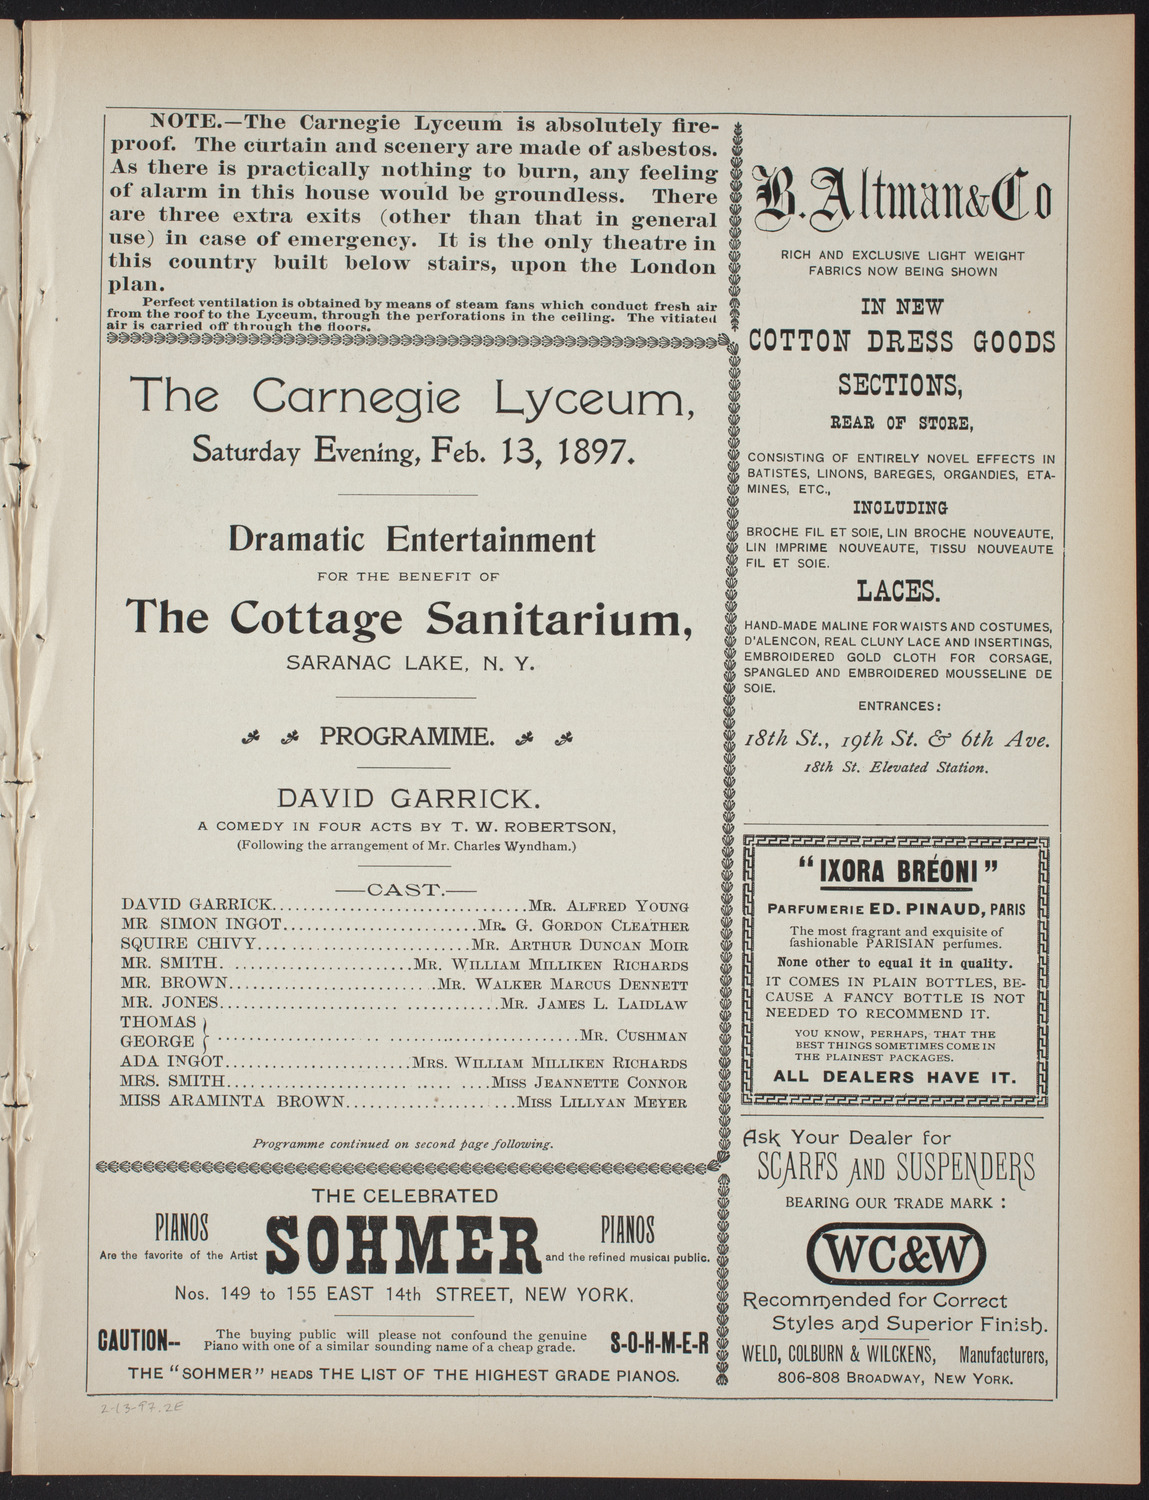 NOTE.—The Carnegie Lyceum is absolutely fire-
proof. The curtain and scenery are made of asbestos.
As there is practically nothing to burn, any feeling
of alarm in this house would be groundless. There
are three extra exits (other than that in general
use) in case of emergency. It is the only theatre in
this country built below stairs, upon the London
plan.
Perfect ventilation is obtained by means of steam fans which conduct fresh air
from the roof to the Lyceum, through the perforations in the ceiling. The vitiated
air is carried off through the floors.
The Carnegie Lyceum,
Saturday Evening, Feb. 13, 1897.
Dramatic Entertainment
FOR THE BENEFIT OF
The Cottage Sanitarium,
SARANAC LAKE, N. Y.
PROGRAMME.
DAVID GARRICK.
A COMEDY IN FOUR ACTS BY T. W. ROBERTSON,
(Following the arrangement of Mr. Charles Wyndham.)
—CAST.—
DAVID GARRICK.................................MR. ALFRED YOUNG
MR SIMON INGOT.........................MR. G. GORDON CLEATHER
SQUIRE CHIVY............................MR. ARTHUR DUNCAN MOIR
MR. SMITH. .......................MR. WILLIAM MILLIKEN RICHARDS
MR. BROWN...........................MR. WALKER MARCUS DENNETT
MR. JONES....................... ............MR. JAMES L. LAIDLAW
THOMAS }
GEORGE } .................. .........................MR. CUSHMAN
ADA INGOT........................MRS. WILLIAM MILLIKEN RICHARDS
MRS. SMITH......................... ..... ....MISS JEANNETTE CONNOR
MISS ARAMINTA BROWN................... ...MISS LILLYAN MEYER
Programme continued on second page following.
THE CELEBRATED
PIANOS SOHMER PIANOS
Are the favorite of the Artist and the refined musical public.
Nos. 149 to 155 EAST 14th STREET, NEW YORK.
CAUTION-- The buying public will please not confound the genuine S-O-H-M-E-R
Piano with one of a similar sounding name of a cheap grade.
THE "SOHMER" HEADS THE LIST OF THE HIGHEST GRADE PIANOS.
2-13-97.2E
B. Altman & Co
RICH AND EXCLUSIVE LIGHT WEIGHT
FABRICS NOW BEING SHOWN
IN NEW
COTTON DRESS GOODS
SECTIONS,
REAR OF STORE,
CONSISTING OF ENTIRELY NOVEL EFFECTS IN
BATISTES, LINONS, BAREGES, ORGANDIES, ETA-
MINES, ETC.,
INCLUDING
BROCHE FIL ET SOIE, LIN BROCHE NOUVEAUTE,
LIN IMPRIME NOUVEAUTE, TISSU NOUVEAUTE
FIL ET SOIE.
LACES.
HAND-MADE MALINE FOR WAISTS AND COSTUMES,
D'ALENCON, REAL CLUNY LACE AND INSERTINGS,
EMBROIDERED GOLD CLOTH FOR CORSAGE,
SPANGLED AND EMBROIDERED MOUSSELINE DE
SOIE.
ENTRANCES:
18th St., 19th St. & 6th Ave.
18th St. Elevated Station.
"IXORA BRÉONI"
PARFUMERIE ED. PINAUD, PARIS
The most fragrant and exquisite of
fashionable PARISIAN perfumes.
None other to equal it in quality.
IT COMES IN PLAIN BOTTLES, BE-
CAUSE A FANCY BOTTLE IS NOT
NEEDED TO RECOMMEND IT.
YOU KNOW, PERHAPS, THAT THE
BEST THINGS SOMETIMES COME IN
THE PLAINEST PACKAGES.
ALL DEALERS HAVE IT.
Ask Your Dealer for
SCARFS AND SUSPENDERS
BEARING OUR TRADE MARK :
WC&W
Recommended for Correct
Styles and Superior Finish.
WELD, COLBURN & WILCKENS, Manufacturers,
806-808 BROADWAY, NEW YORK.